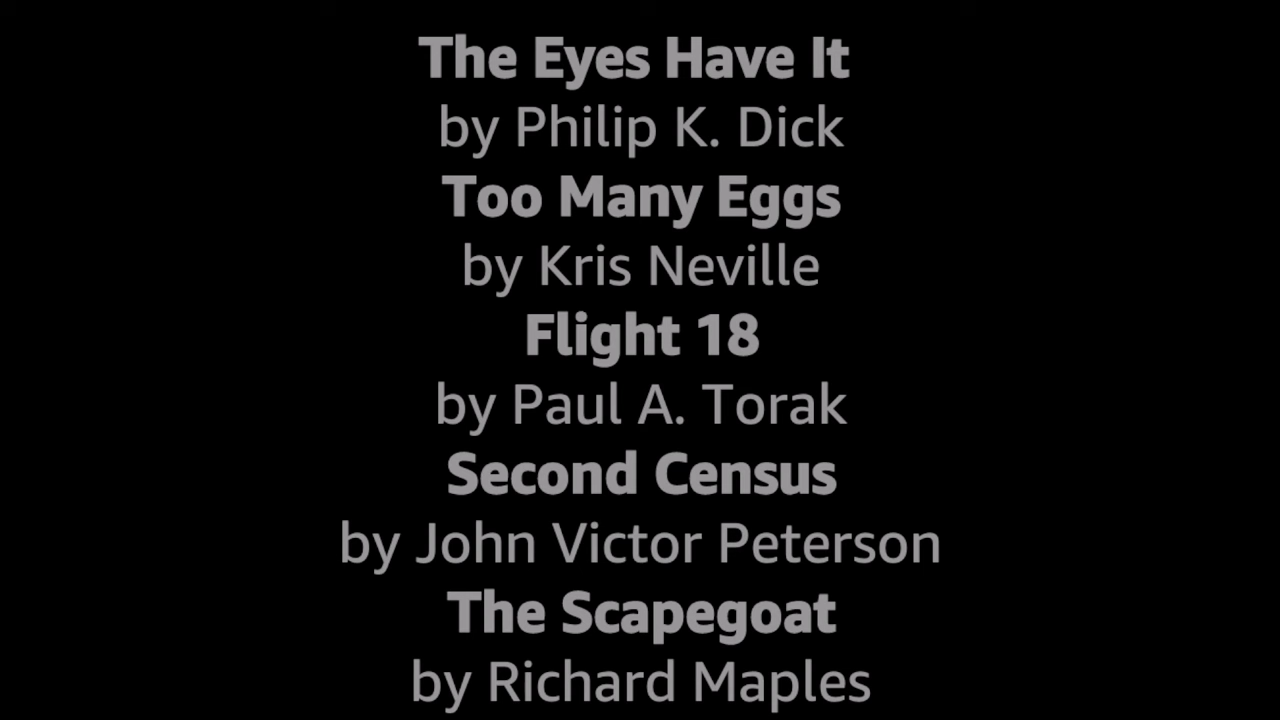 The Eyes Have It
by Philip K. Dick
Too Many Eggs
by Kris Neville
Flight 18
by Paul A. Torak
Second Census
by John Victor Peterson
The Scapegoat
by Richard Maples